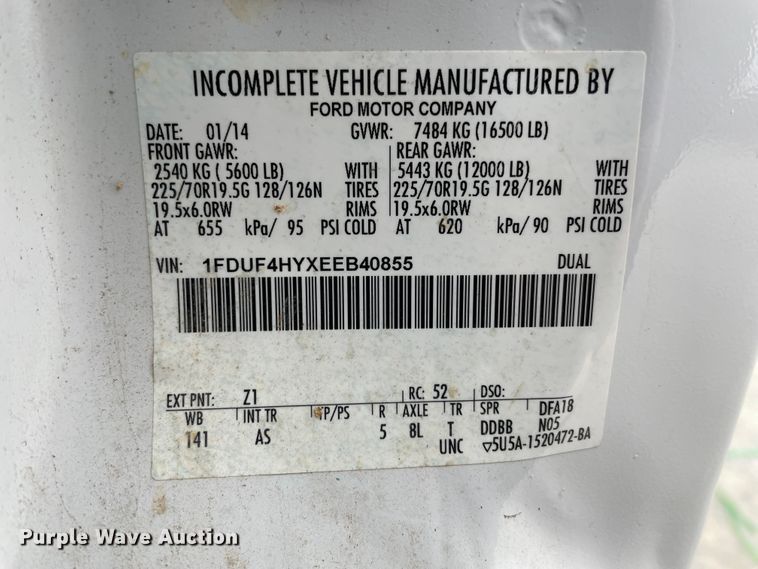 INCOMPLETE VEHICLE MANUFACTURED BY
FORD MOTOR COMPANY
DATE: 01/14 GVWR: 7484 KG (16500 LB)
FRONT GAWR: REAR GAWR:
2540 KG ( 5600 LB) WITH 5443 KG (12000 LB) WITH
225/70R19.5G 128/126N TIRES 225/70R19.5G 128/126N TIRES
19.5x6.0RW RIMS 19.5x6.0RW RIMS
AT 655 kPa/ 95 PSI COLD AT 620 kPa/ 90 PSI COLD
VIN: 1FDUF4HYXEEB40855 DUAL
EXT PNT: Z1 RC: 52 DSO:
WB INT TR TP/PS R AXLE TR SPR DFA18
141 AS 5 8L T DDBB N05
UNC ▽5U5A-1520472-BA
Purple Wave Auction